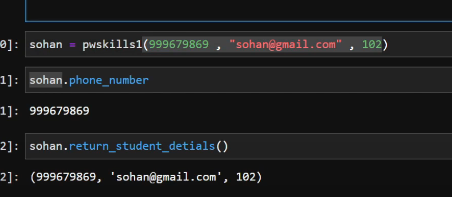 0]: sohan = pwskills1(999679869 , "sohan@gmail.com" , 102)
1]: sohan.phone_number
1]: 999679869
2]: sohan.return_student_detials()
2]: (999679869, 'sohan@gmail.com', 102)